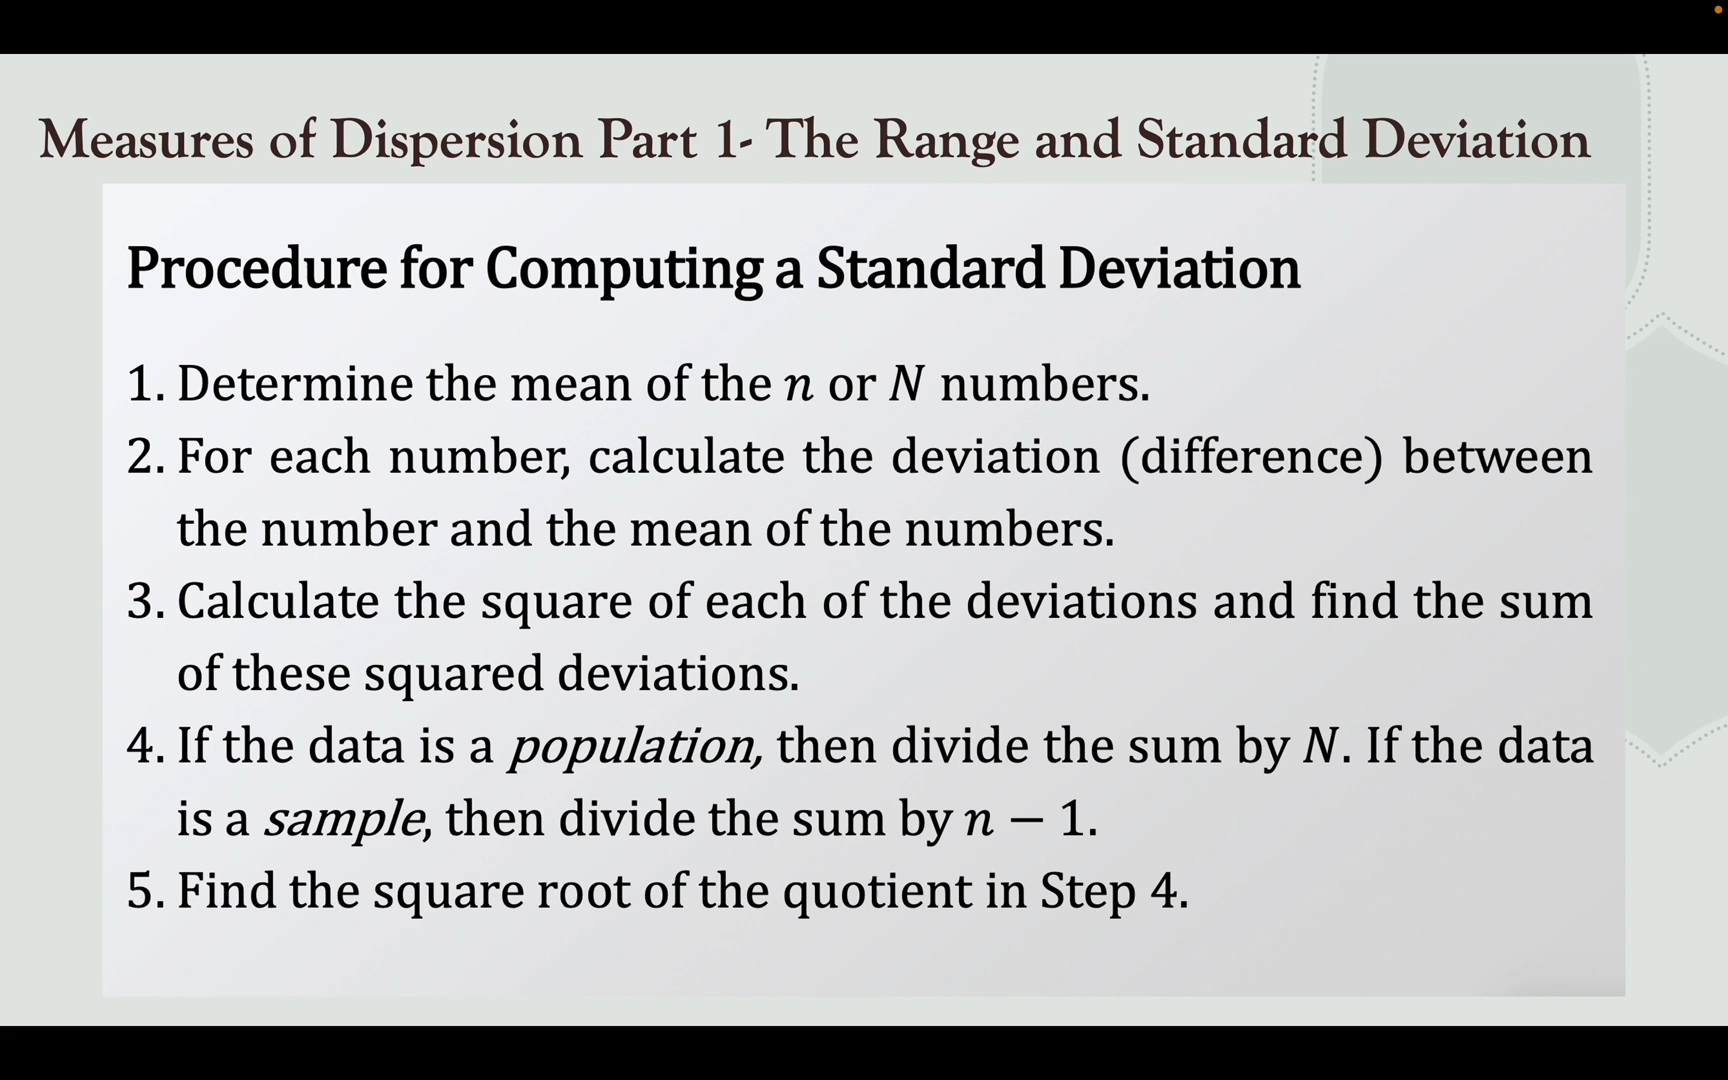 Measures of Dispersion Part 1- The Range and Standard Deviation
Procedure for Computing a Standard Deviation
1. Determine the mean of the n or N numbers.
2. For each number, calculate the deviation (difference) between
the number and the mean of the numbers.
3. Calculate the square of each of the deviations and find the sum
of these squared deviations.
4. If the data is a population, then divide the sum by N. If the data
is a sample, then divide the sum by n − 1.
5. Find the square root of the quotient in Step 4.